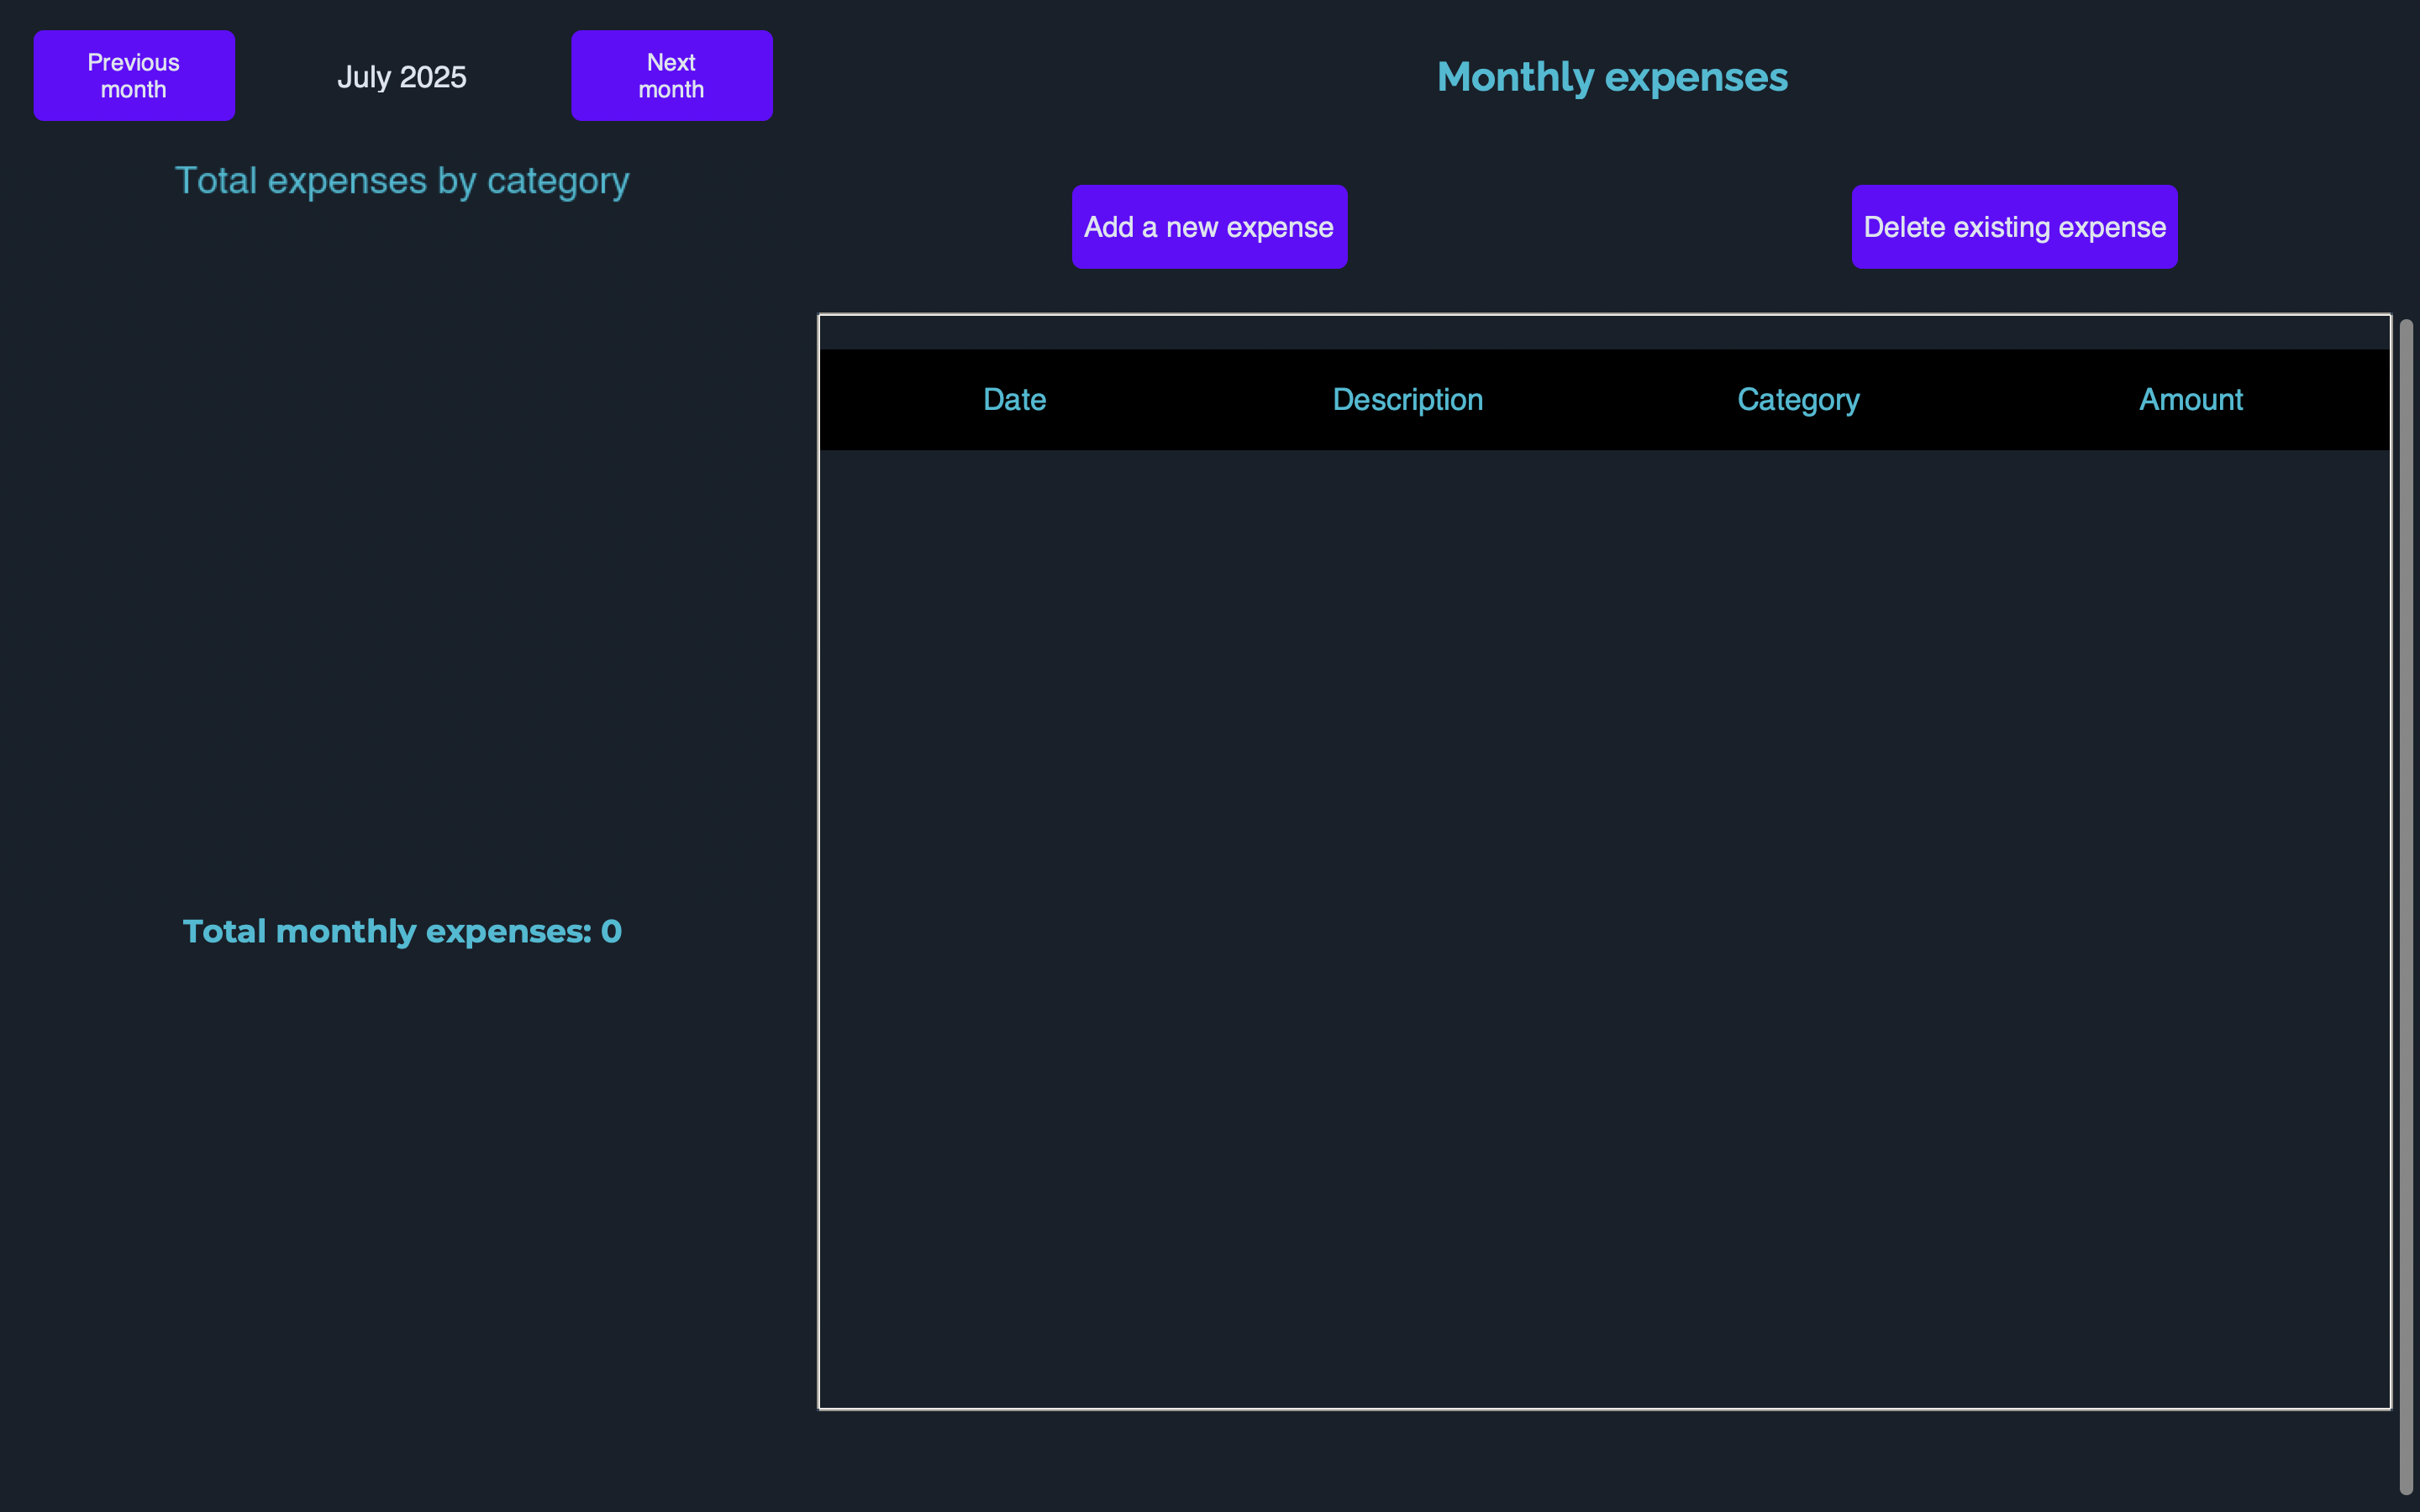 Previous
month
July 2025
Next
month
Monthly expenses
Total expenses by category
Add a new expense
Delete existing expense
Date
Description
Category
Amount
Total monthly expenses: 0